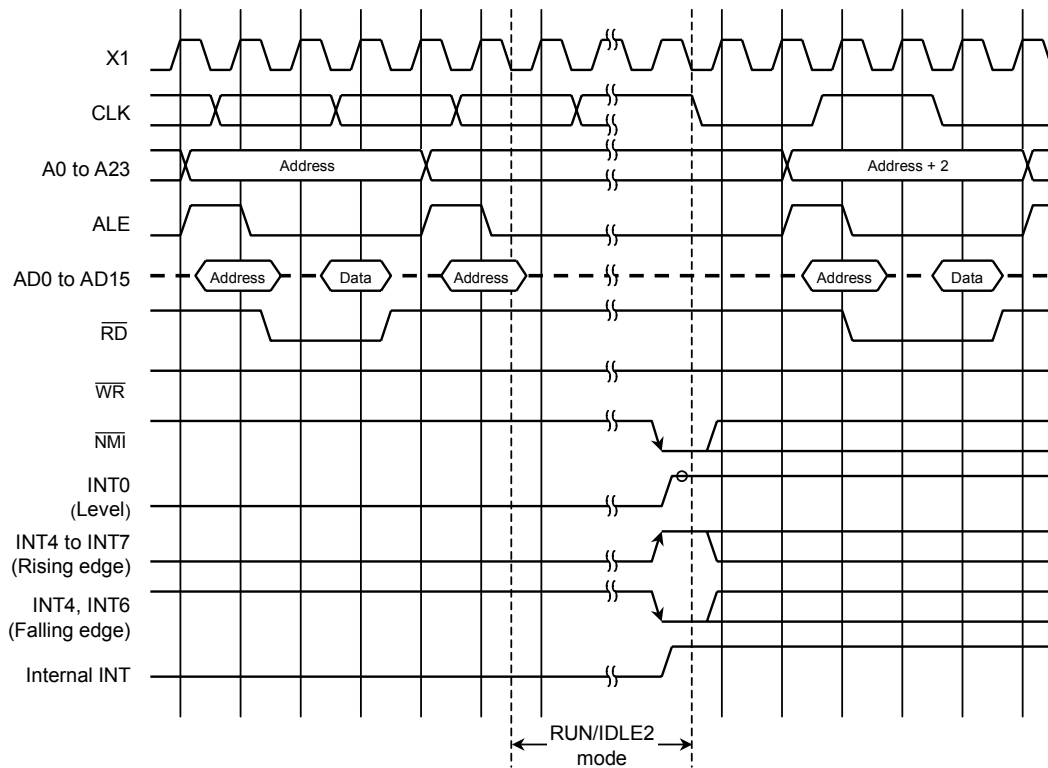 X1
CLK
A0 to A23
Address
Address + 2
ALE
AD0 to AD15
Address
Data
Address
Address
Data
RD
WR
NMI
INT0
(Level)
INT4 to INT7
(Rising edge)
INT4, INT6
(Falling edge)
Internal INT
RUN/IDLE2
mode